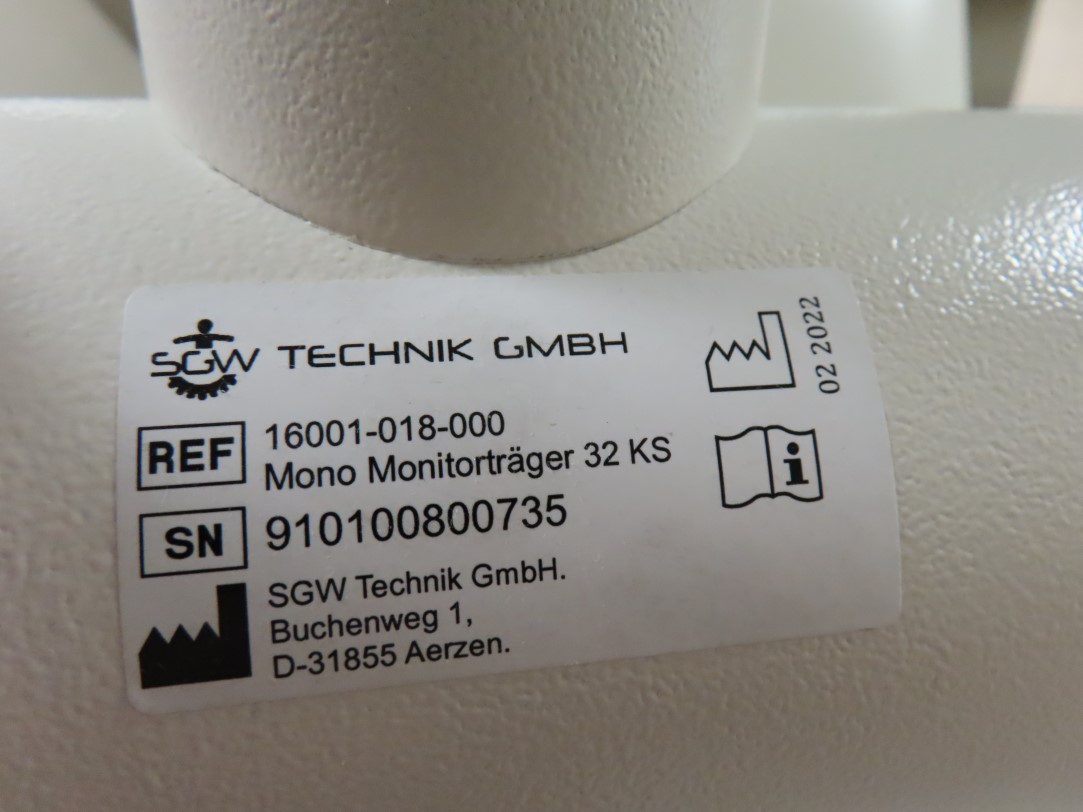 SGW TECHNIK GMBH
02 2022
REF 16001-018-000
Mono Monitorträger 32 KS
SN 910100800735
SGW Technik GmbH.
Buchenweg 1,
D-31855 Aerzen.